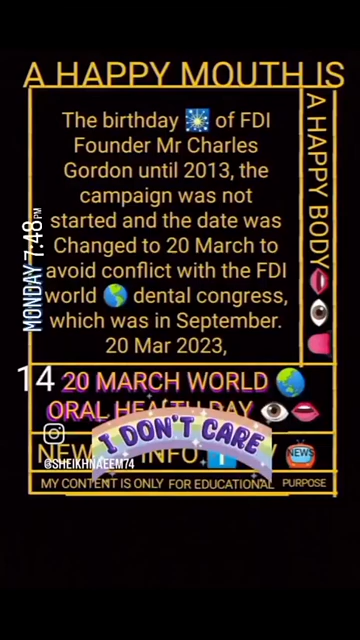 A HAPPY MOUTH IS
A HAPPY BODY
The birthday of FDI
Founder Mr Charles
Gordon until 2013, the
campaign was not
started and the date was
Changed to 20 March to
avoid conflict with the FDI
world dental congress,
which was in September.
20 Mar 2023,
MONDAY 7:48 PM
14
20 MARCH WORLD
ORAL HEALTH DAY
I DON'T CARE
NEW INFO
NEWS
@SHEIKHNAEEM74
MY CONTENT IS ONLY FOR EDUCATIONAL PURPOSE